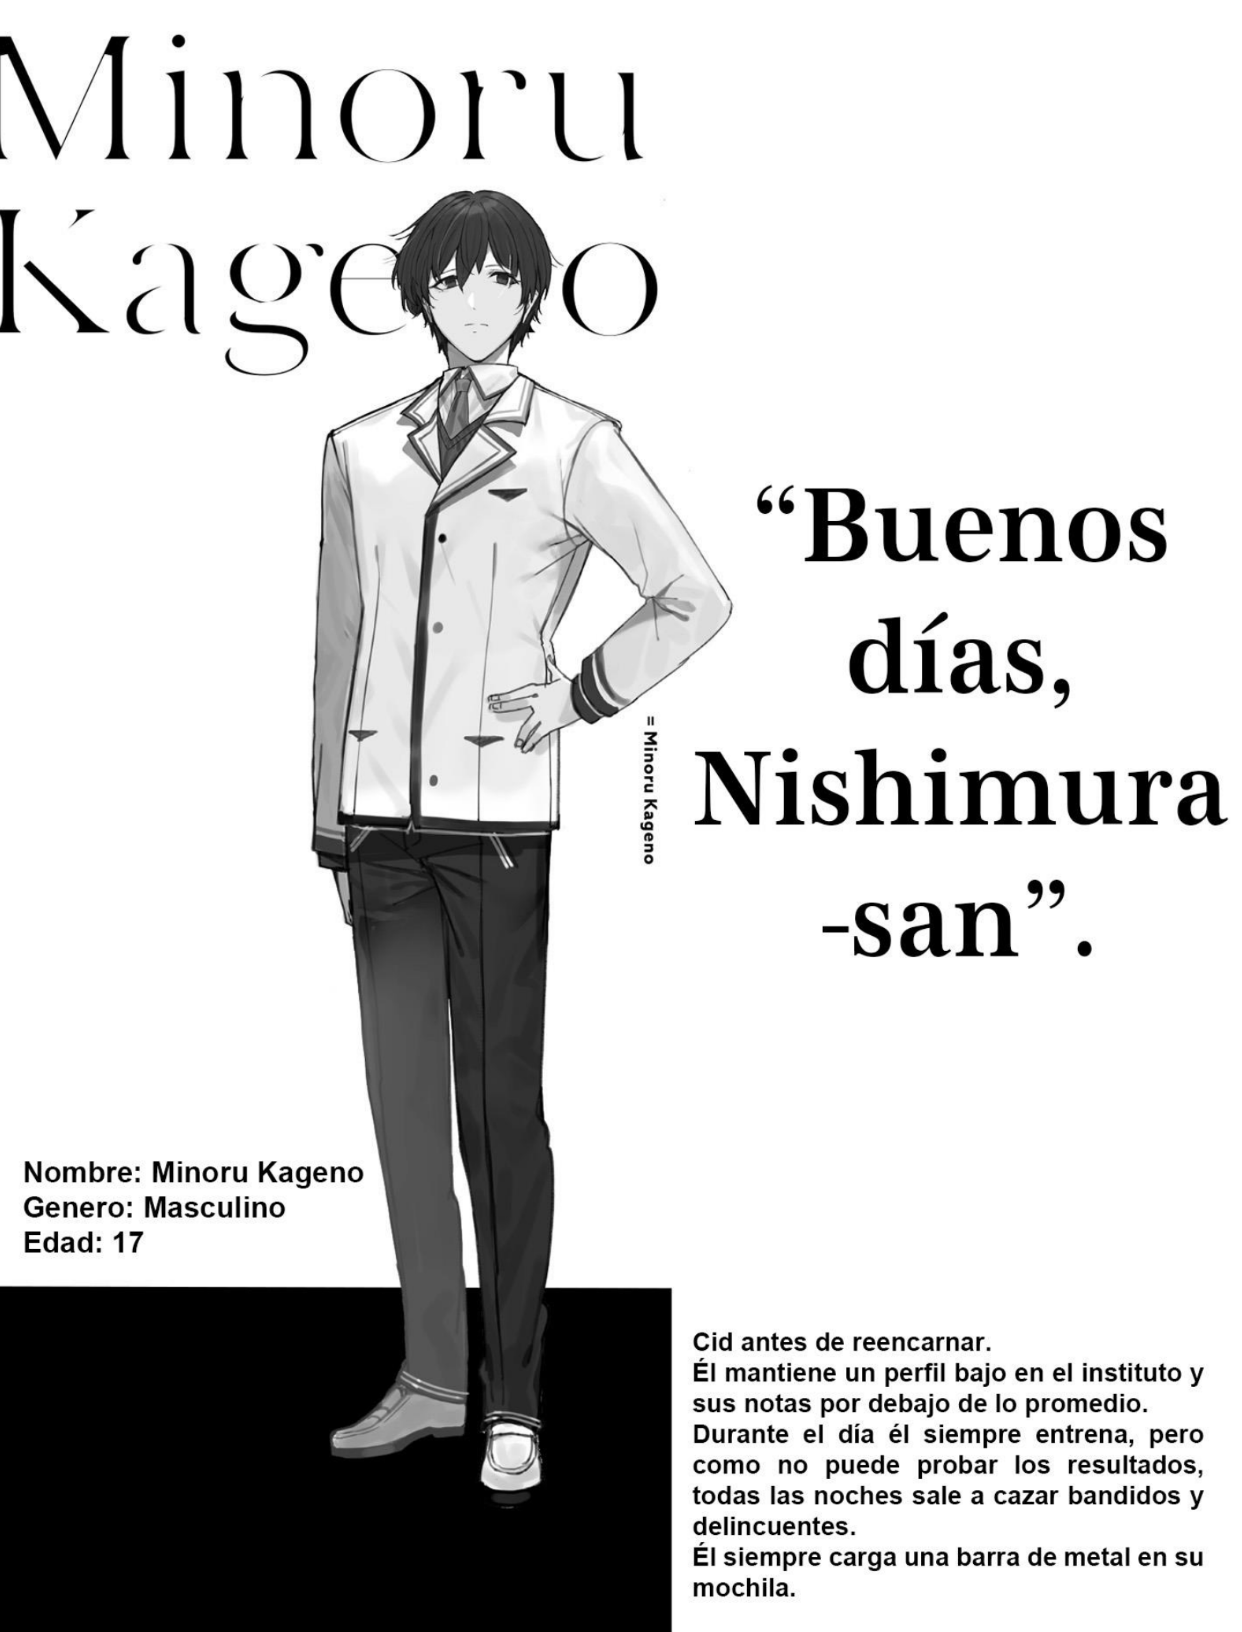 Minoru
Kageno
“Buenos
días,
Nishimura
-san”.
= Minoru Kageno
Nombre: Minoru Kageno
Genero: Masculino
Edad: 17
Cid antes de reencarnar.
Él mantiene un perfil bajo en el instituto y
sus notas por debajo de lo promedio.
Durante el día él siempre entrena, pero
como no puede probar los resultados,
todas las noches sale a cazar bandidos y
delincuentes.
Él siempre carga una barra de metal en su
mochila.